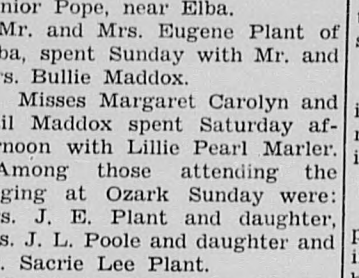 nior Pope, near Elba.
Mr. and Mrs. Eugene Plant of
ba, spent Sunday with Mr. and
rs. Bullie Maddox.
Misses Margaret Carolyn and
il Maddox spent Saturday af-
rnoon with Lillie Pearl Marler.
Among those attending the
ging at Ozark Sunday were:
s. J. E. Plant and daughter,
s. J. L. Poole and daughter and
. Sacrie Lee Plant.